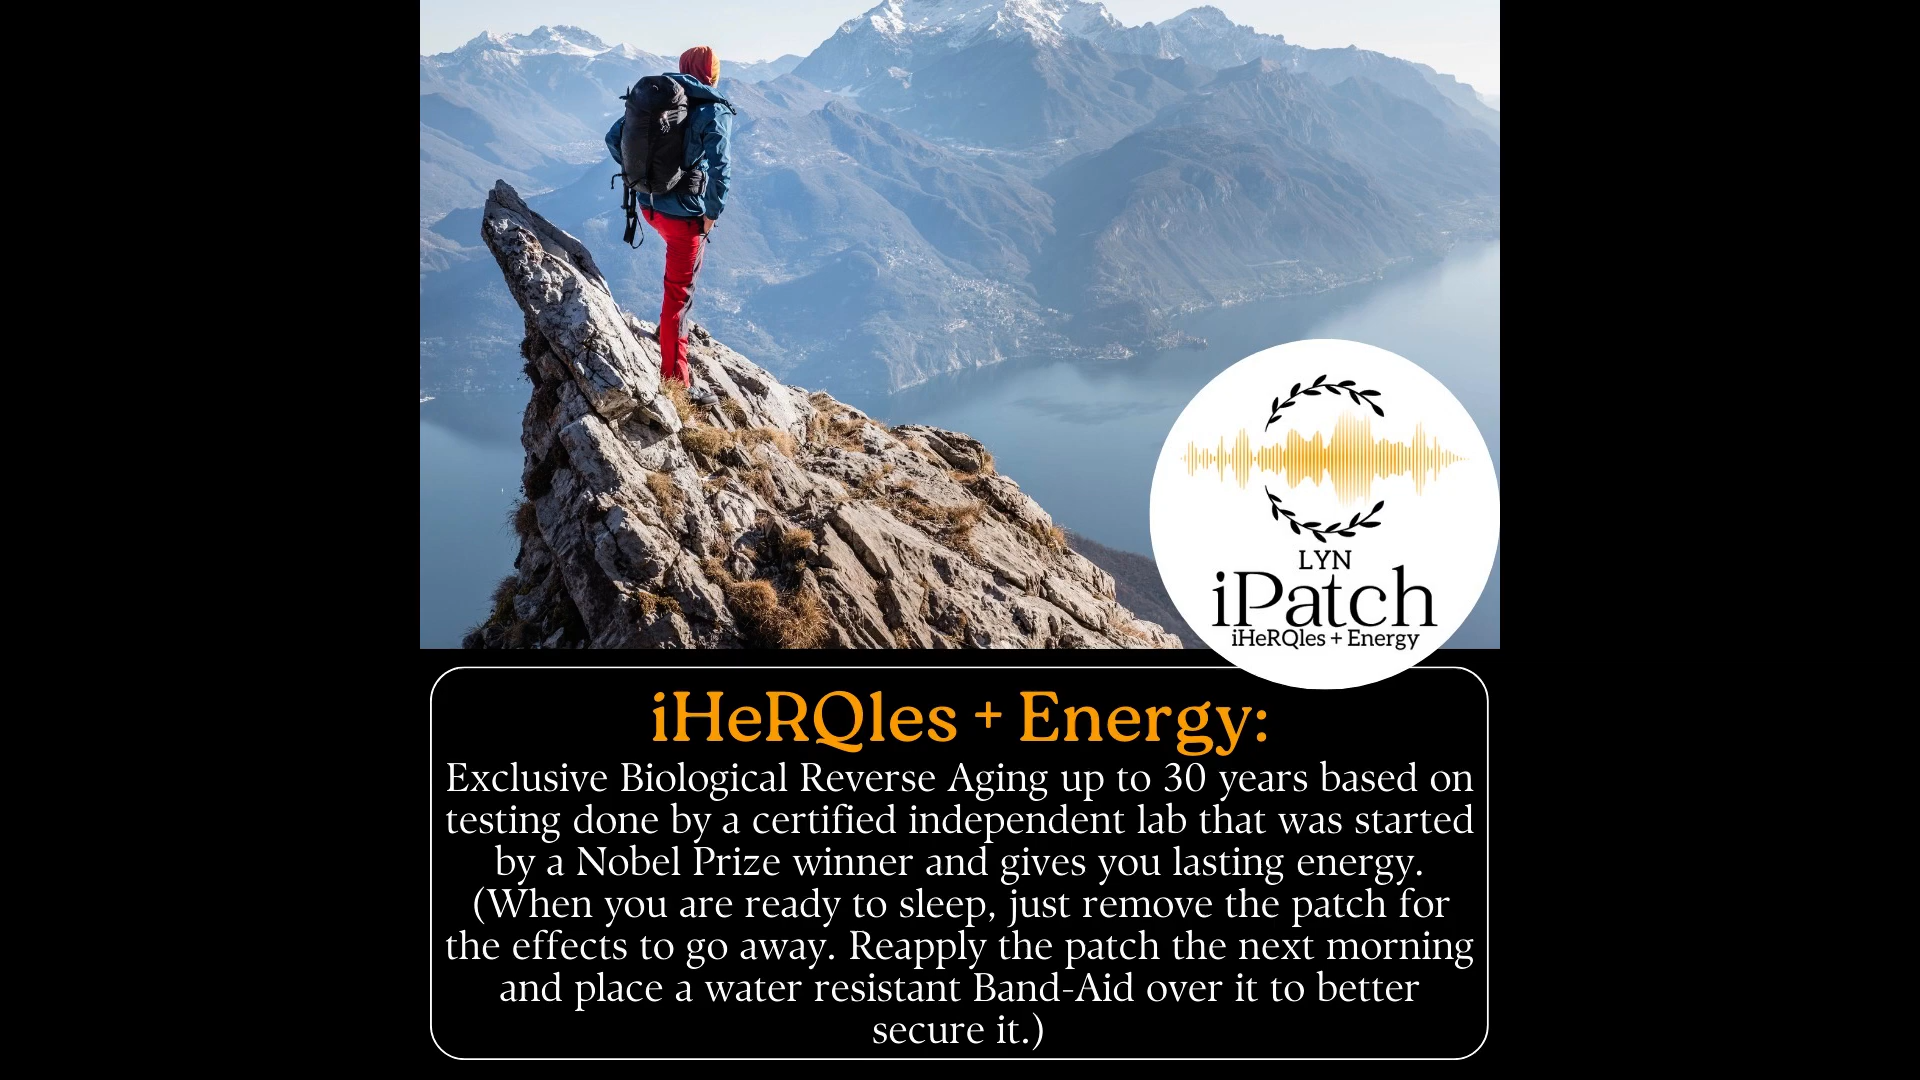 LYN
iPatch
iHeRQles + Energy
iHeRQles + Energy:
Exclusive Biological Reverse Aging up to 30 years based on
testing done by a certified independent lab that was started
by a Nobel Prize winner and gives you lasting energy.
(When you are ready to sleep, just remove the patch for
the effects to go away. Reapply the patch the next morning
and place a water resistant Band-Aid over it to better
secure it.)